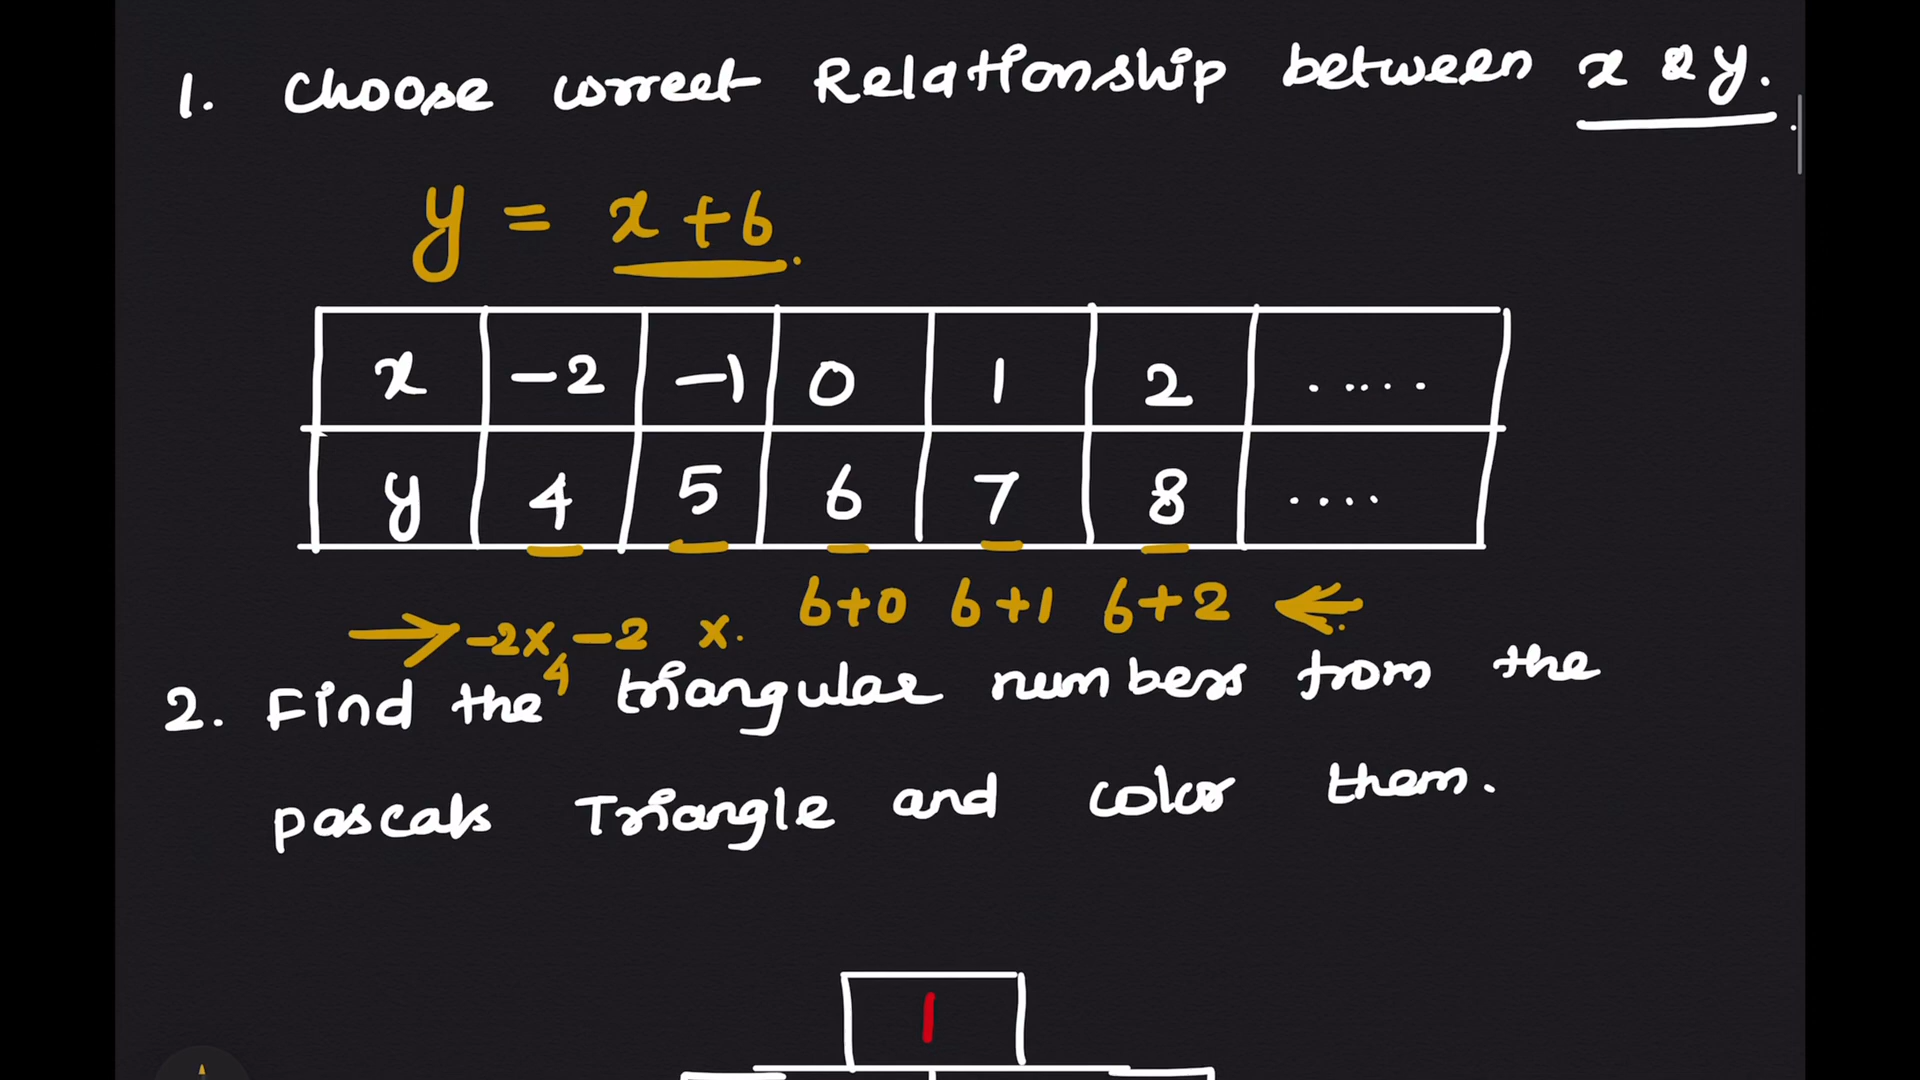 1. Choose correct Relationship between x & y.
y = x + 6.
x -2 -1 0 1 2 .....
y 4 5 6 7 8 ....
→ -2x -2 x. 6+0 6+1 6+2 ←
4
2. Find the triangular numbers from the
pascals Triangle and color them.
1